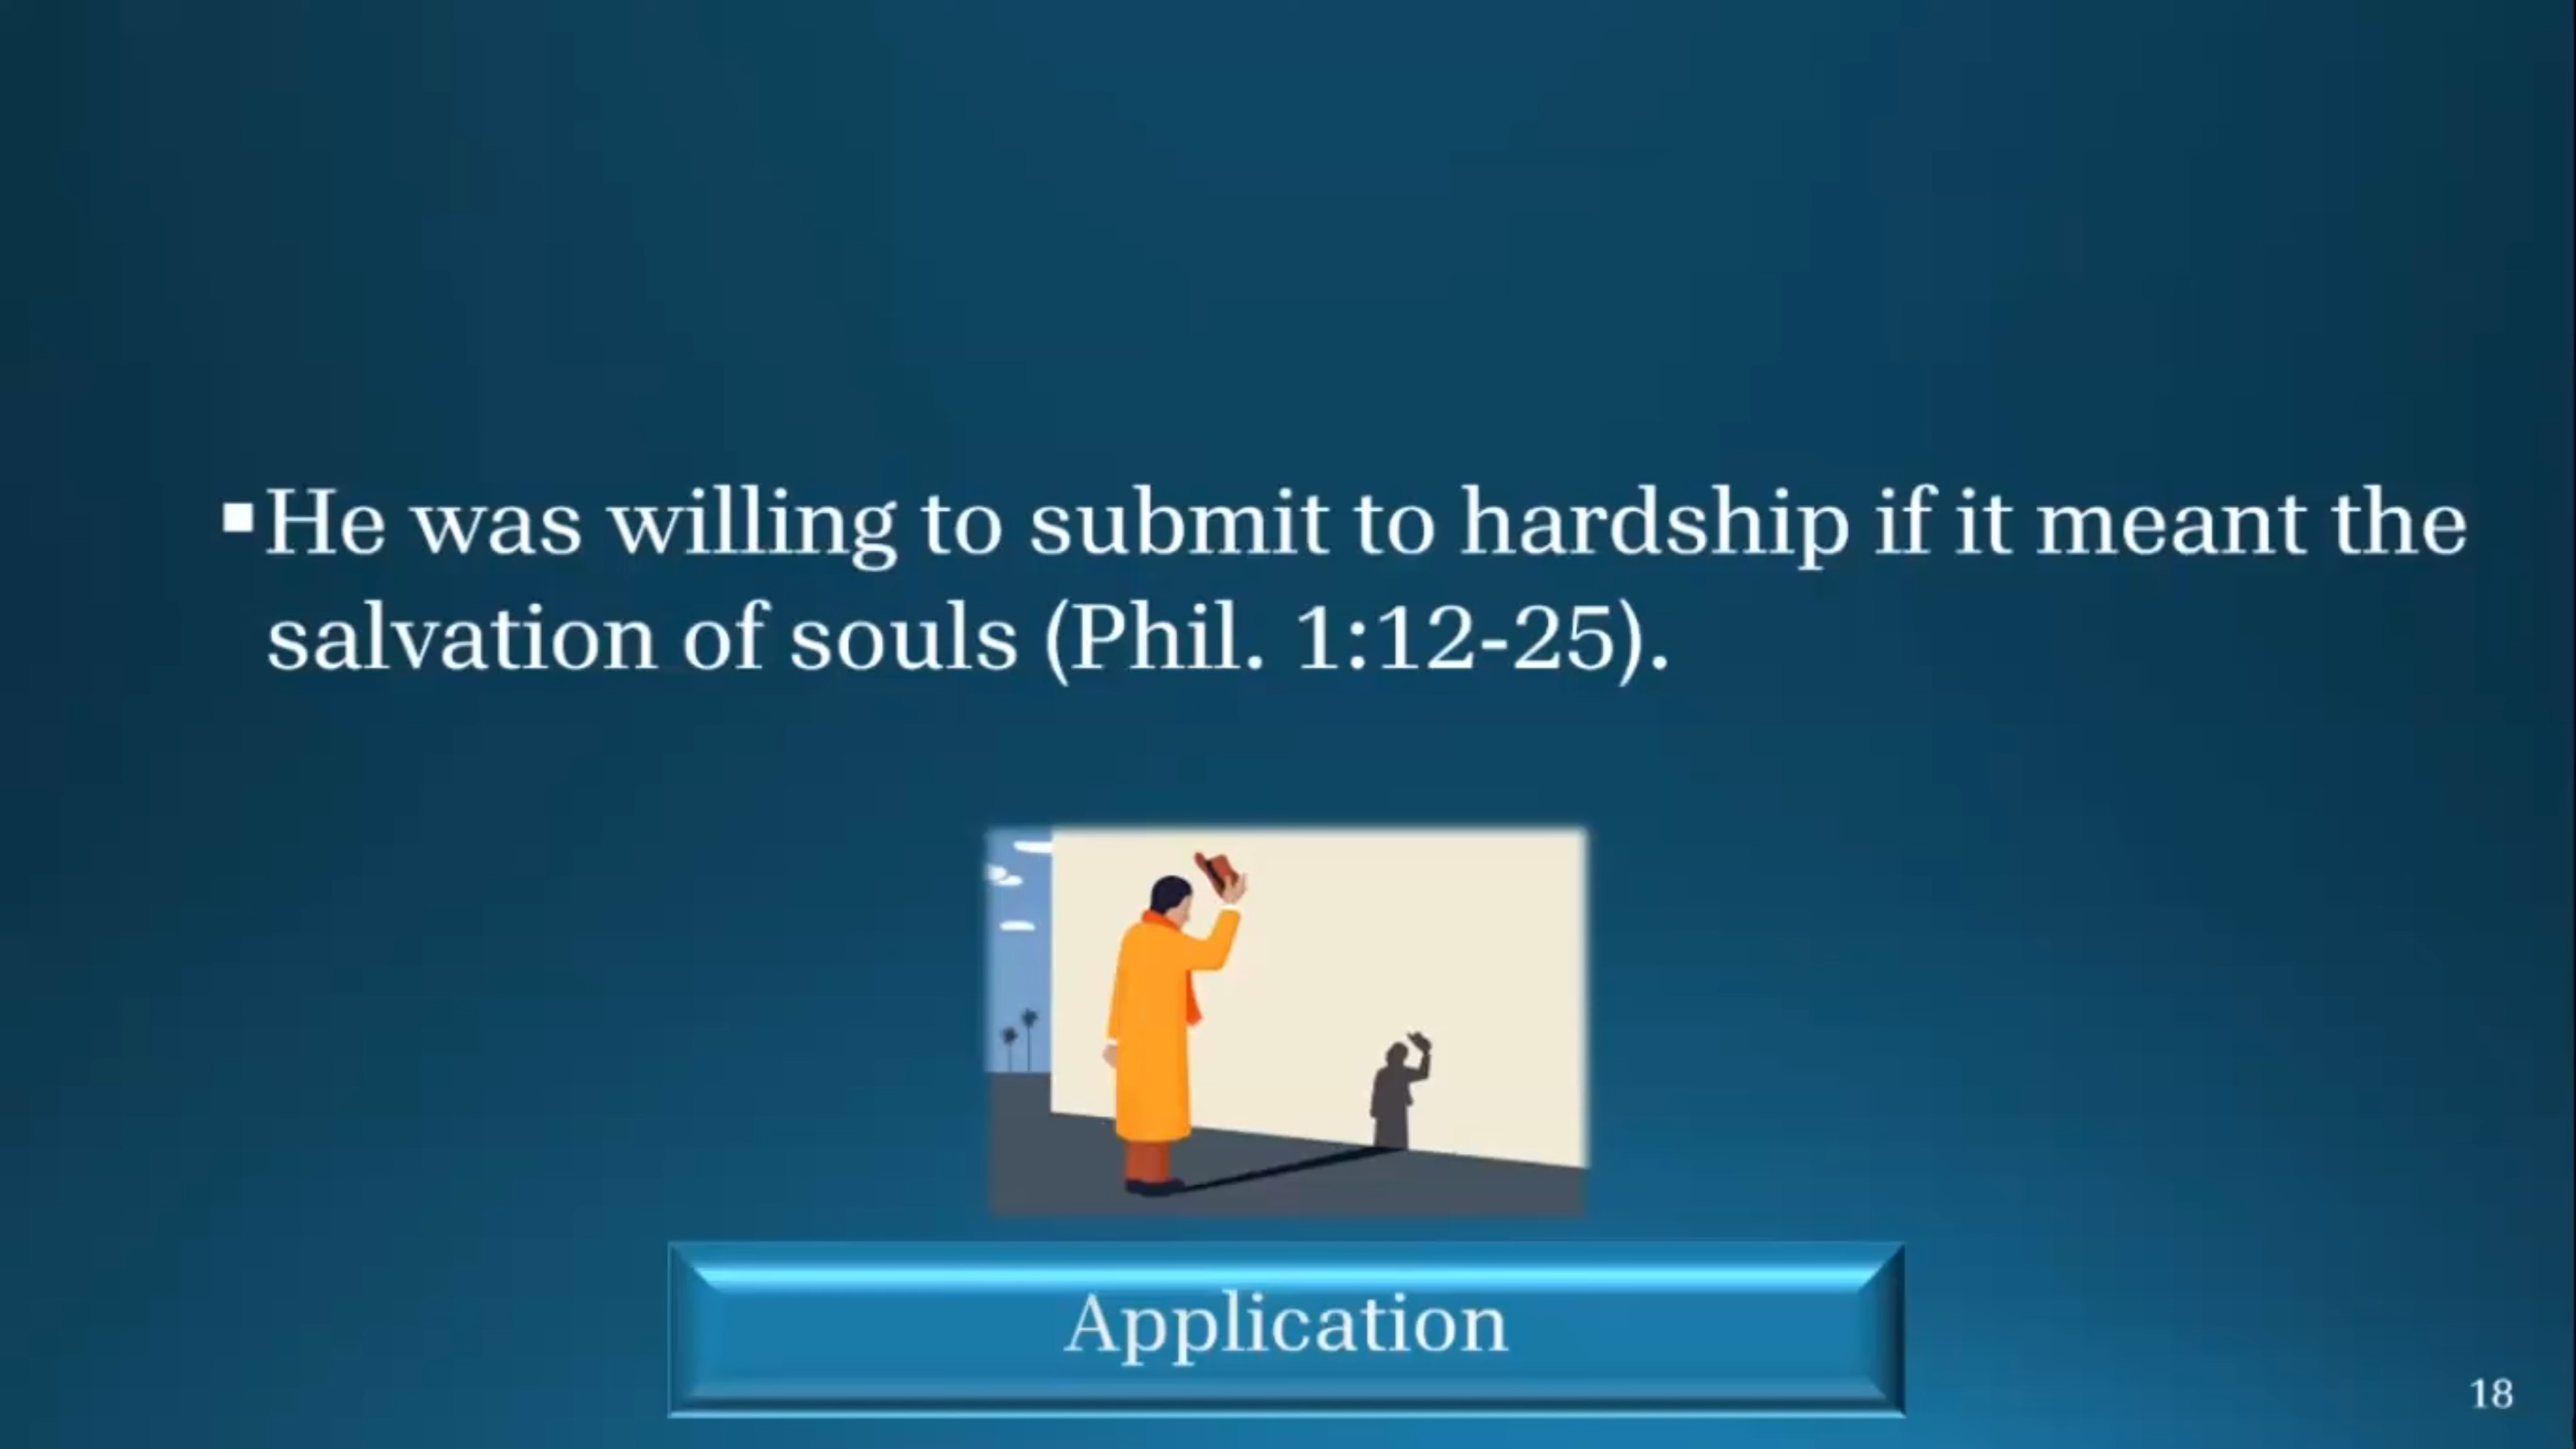 ▪He was willing to submit to hardship if it meant the
salvation of souls (Phil. 1:12-25).
Application
18